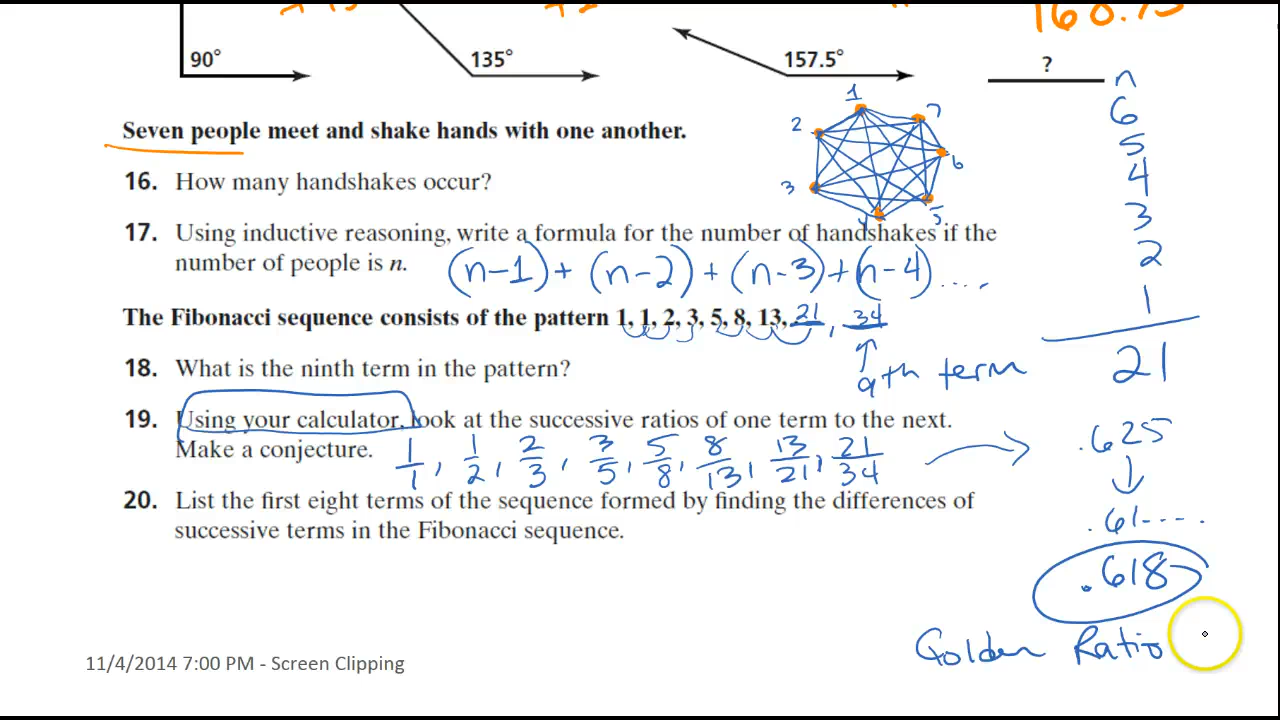 168.75
90° 135° 157.5° ?
n
Seven people meet and shake hands with one another.
1 2 3 4 5 6 7
6
5
4
3
2
1
21
16. How many handshakes occur?
17. Using inductive reasoning, write a formula for the number of handshakes if the
number of people is n.
(n-1) + (n-2) + (n-3) + (n-4) ....
The Fibonacci sequence consists of the pattern 1, 1, 2, 3, 5, 8, 13, 21, 34
18. What is the ninth term in the pattern?
9th term
19. Using your calculator, look at the successive ratios of one term to the next.
Make a conjecture. 1/1, 1/2, 2/3, 3/5, 5/8, 8/13, 13/21, 21/34
.625
.61....
.618
Golden Ratio
20. List the first eight terms of the sequence formed by finding the differences of
successive terms in the Fibonacci sequence.
11/4/2014 7:00 PM - Screen Clipping